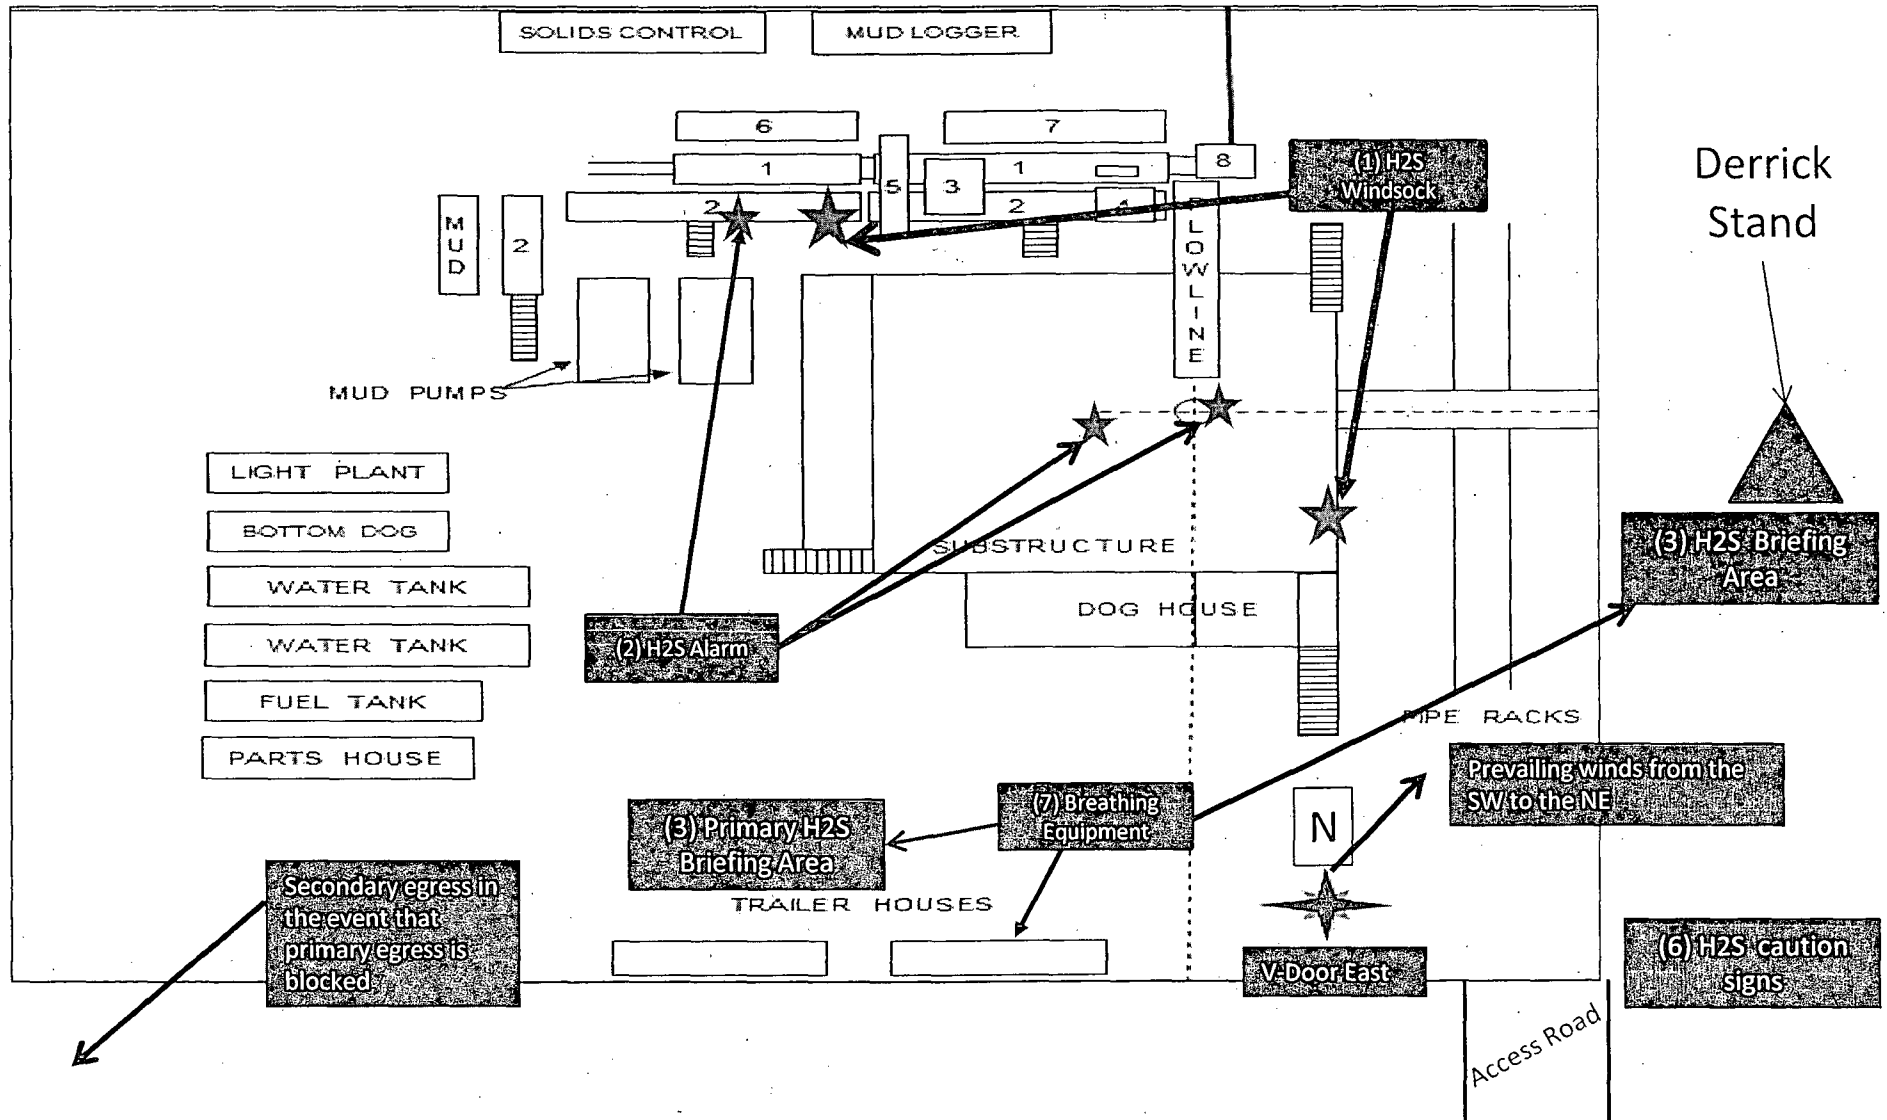 SOLIDS CONTROL
MUD LOGGER
6
7
1
1
8
5
3
2
2
4
MUD
2
FLOWLINE
(1) H2S
Windsock
Derrick
Stand
MUD PUMPS
LIGHT PLANT
BOTTOM DOG
WATER TANK
WATER TANK
FUEL TANK
PARTS HOUSE
SUBSTRUCTURE
DOG HOUSE
(2) H2S Alarm
(3) H2S Briefing
Area
PIPE RACKS
Prevailing winds from the
SW to the NE
(7) Breathing
Equipment
N
(3) Primary H2S
Briefing Area
TRAILER HOUSES
Secondary egress in
the event that
primary egress is
blocked
V-Door East
(6) H2S caution
signs
Access Road